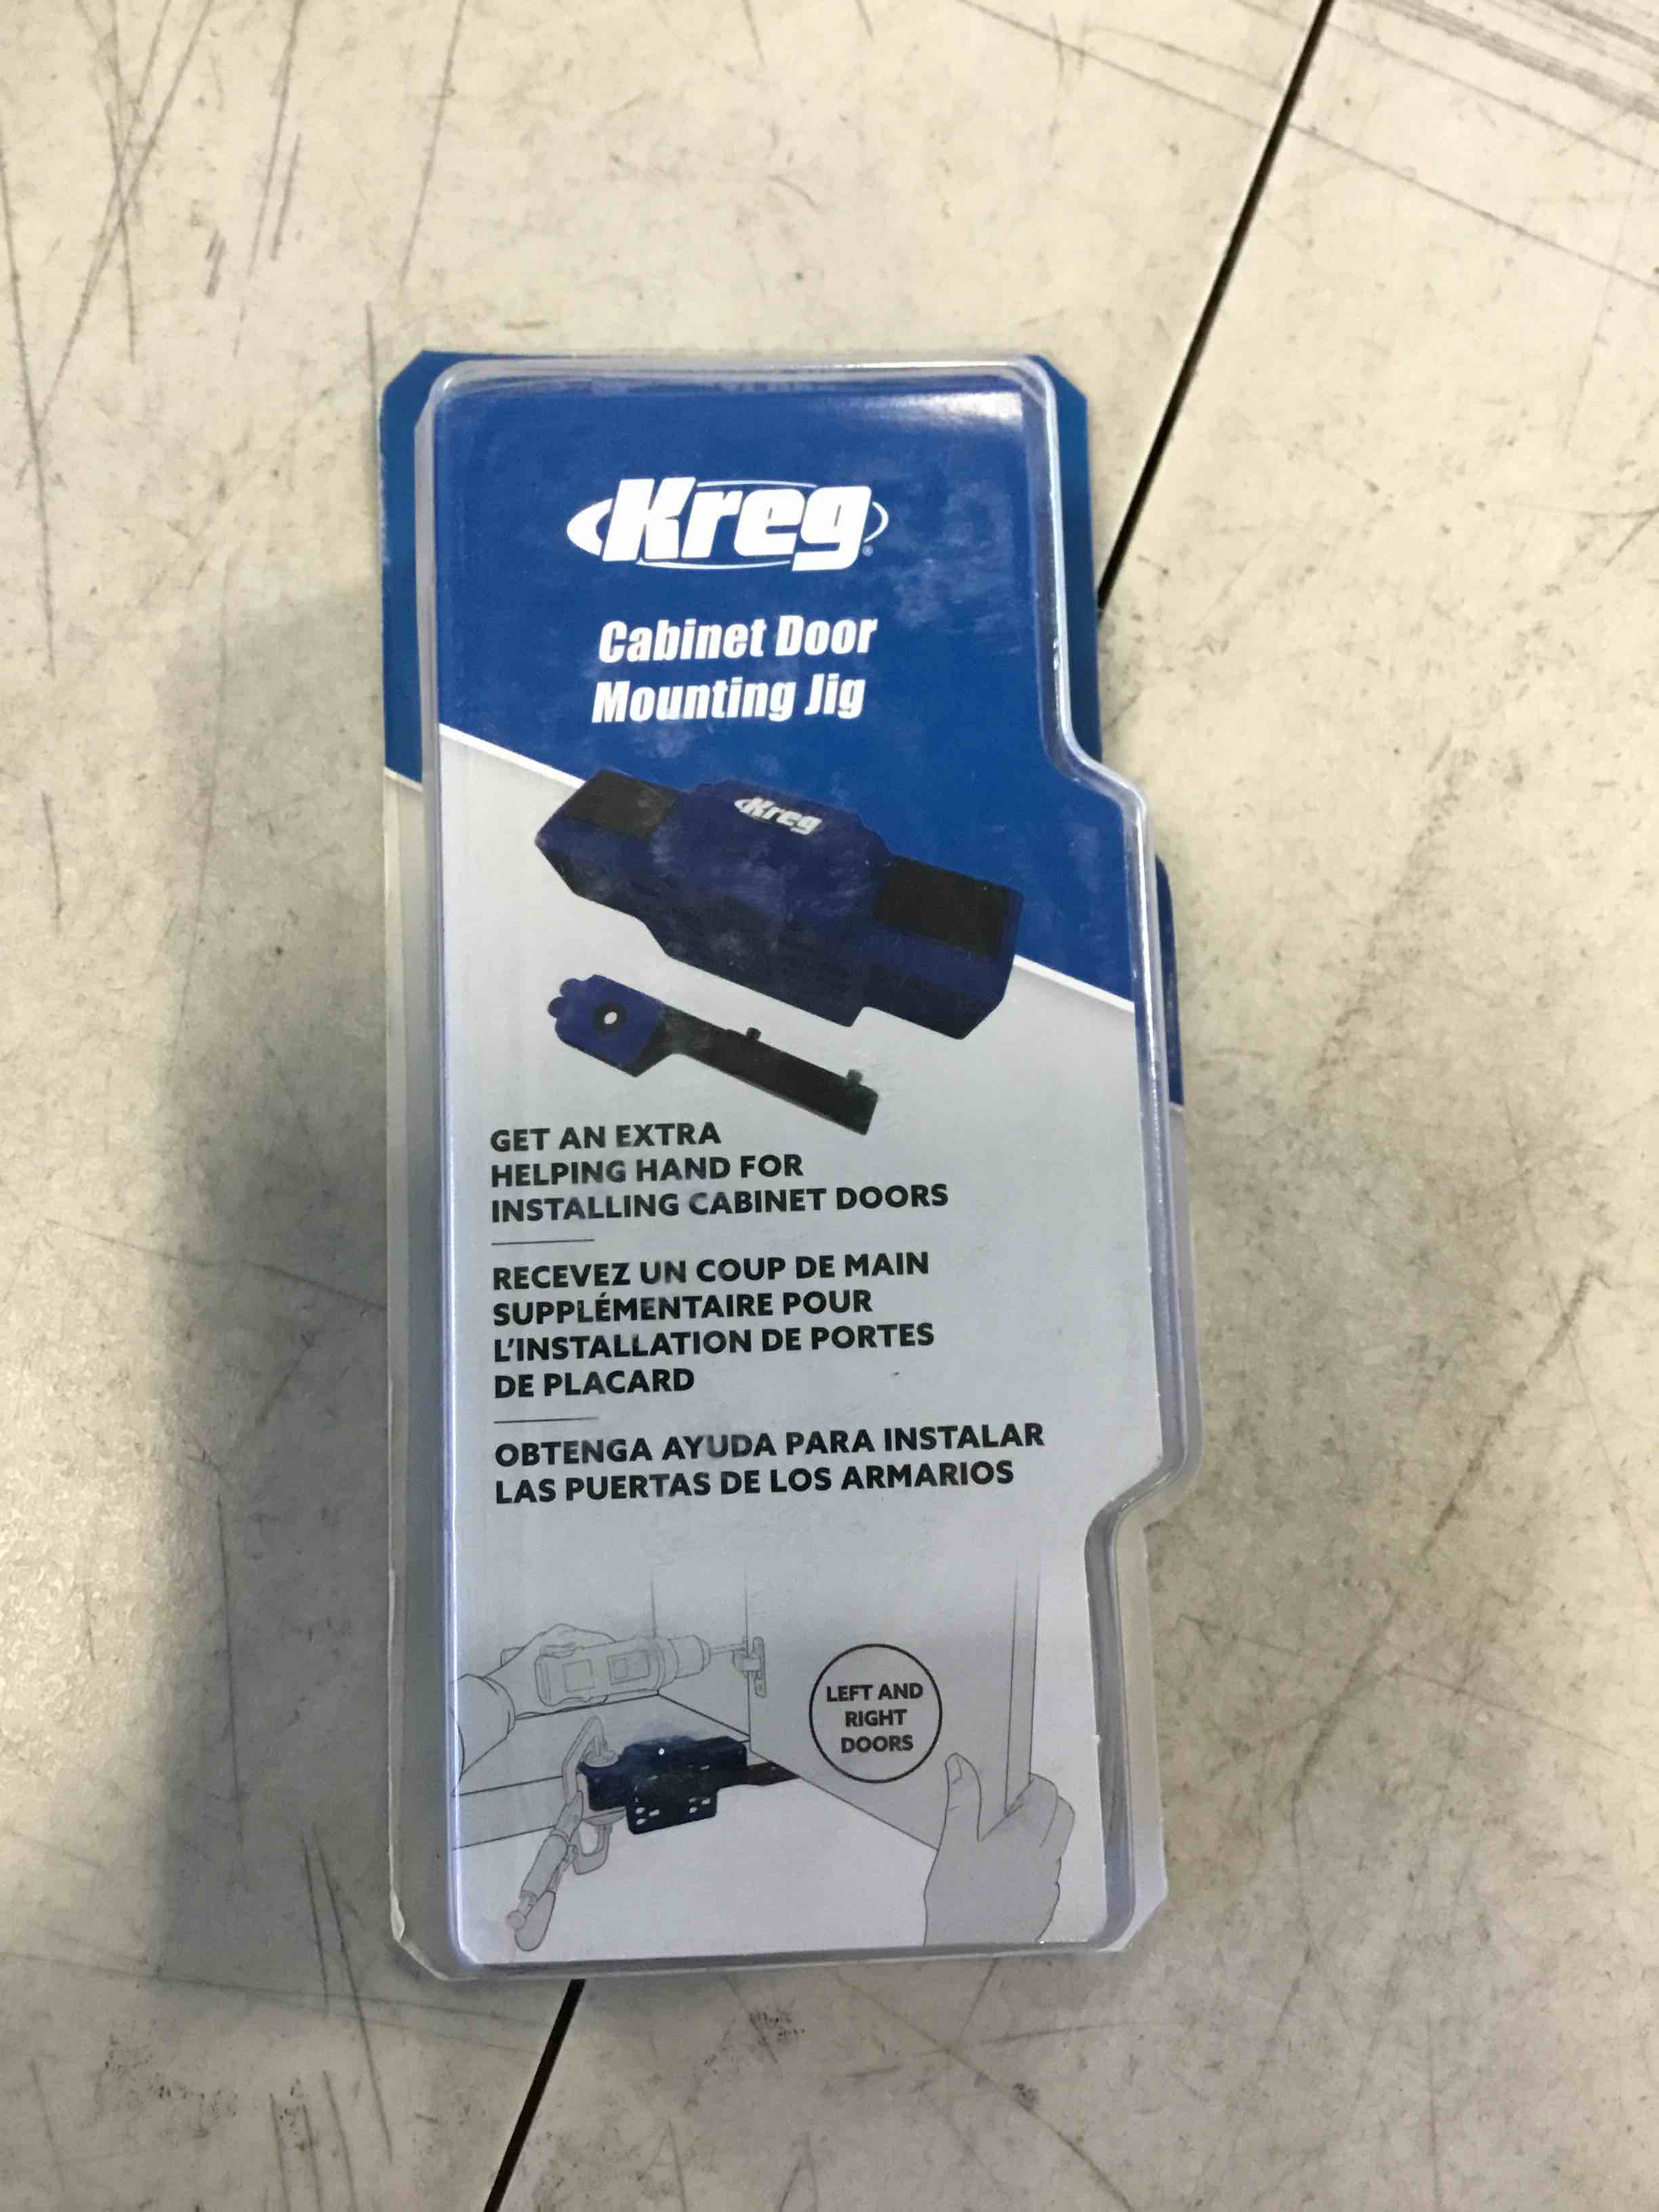 Kreg®
Cabinet Door
Mounting Jig
Kreg
GET AN EXTRA
HELPING HAND FOR
INSTALLING CABINET DOORS
RECEVEZ UN COUP DE MAIN
SUPPLÉMENTAIRE POUR
L'INSTALLATION DE PORTES
DE PLACARD
OBTENGA AYUDA PARA INSTALAR
LAS PUERTAS DE LOS ARMARIOS
LEFT AND
RIGHT
DOORS